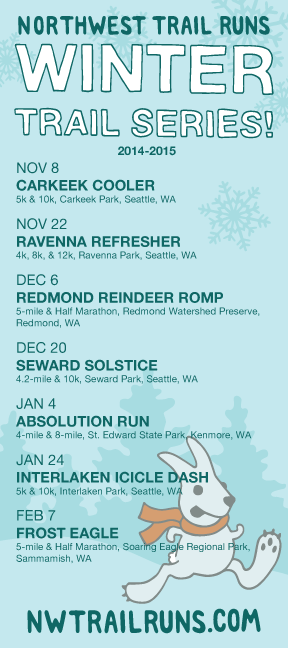 NORTHWEST TRAIL RUNS
WINTER
TRAIL SERIES!
2014-2015
NOV 8
CARKEEK COOLER
5k & 10k, Carkeek Park, Seattle, WA
NOV 22
RAVENNA REFRESHER
4k, 8k, & 12k, Ravenna Park, Seattle, WA
DEC 6
REDMOND REINDEER ROMP
5-mile & Half Marathon, Redmond Watershed Preserve,
Redmond, WA
DEC 20
SEWARD SOLSTICE
4.2-mile & 10k, Seward Park, Seattle, WA
JAN 4
ABSOLUTION RUN
4-mile & 8-mile, St. Edward State Park, Kenmore, WA
JAN 24
INTERLAKEN ICICLE DASH
5k & 10k, Interlaken Park, Seattle, WA
FEB 7
FROST EAGLE
5-mile & Half Marathon, Soaring Eagle Regional Park,
Sammamish, WA
NWTRAILRUNS.COM